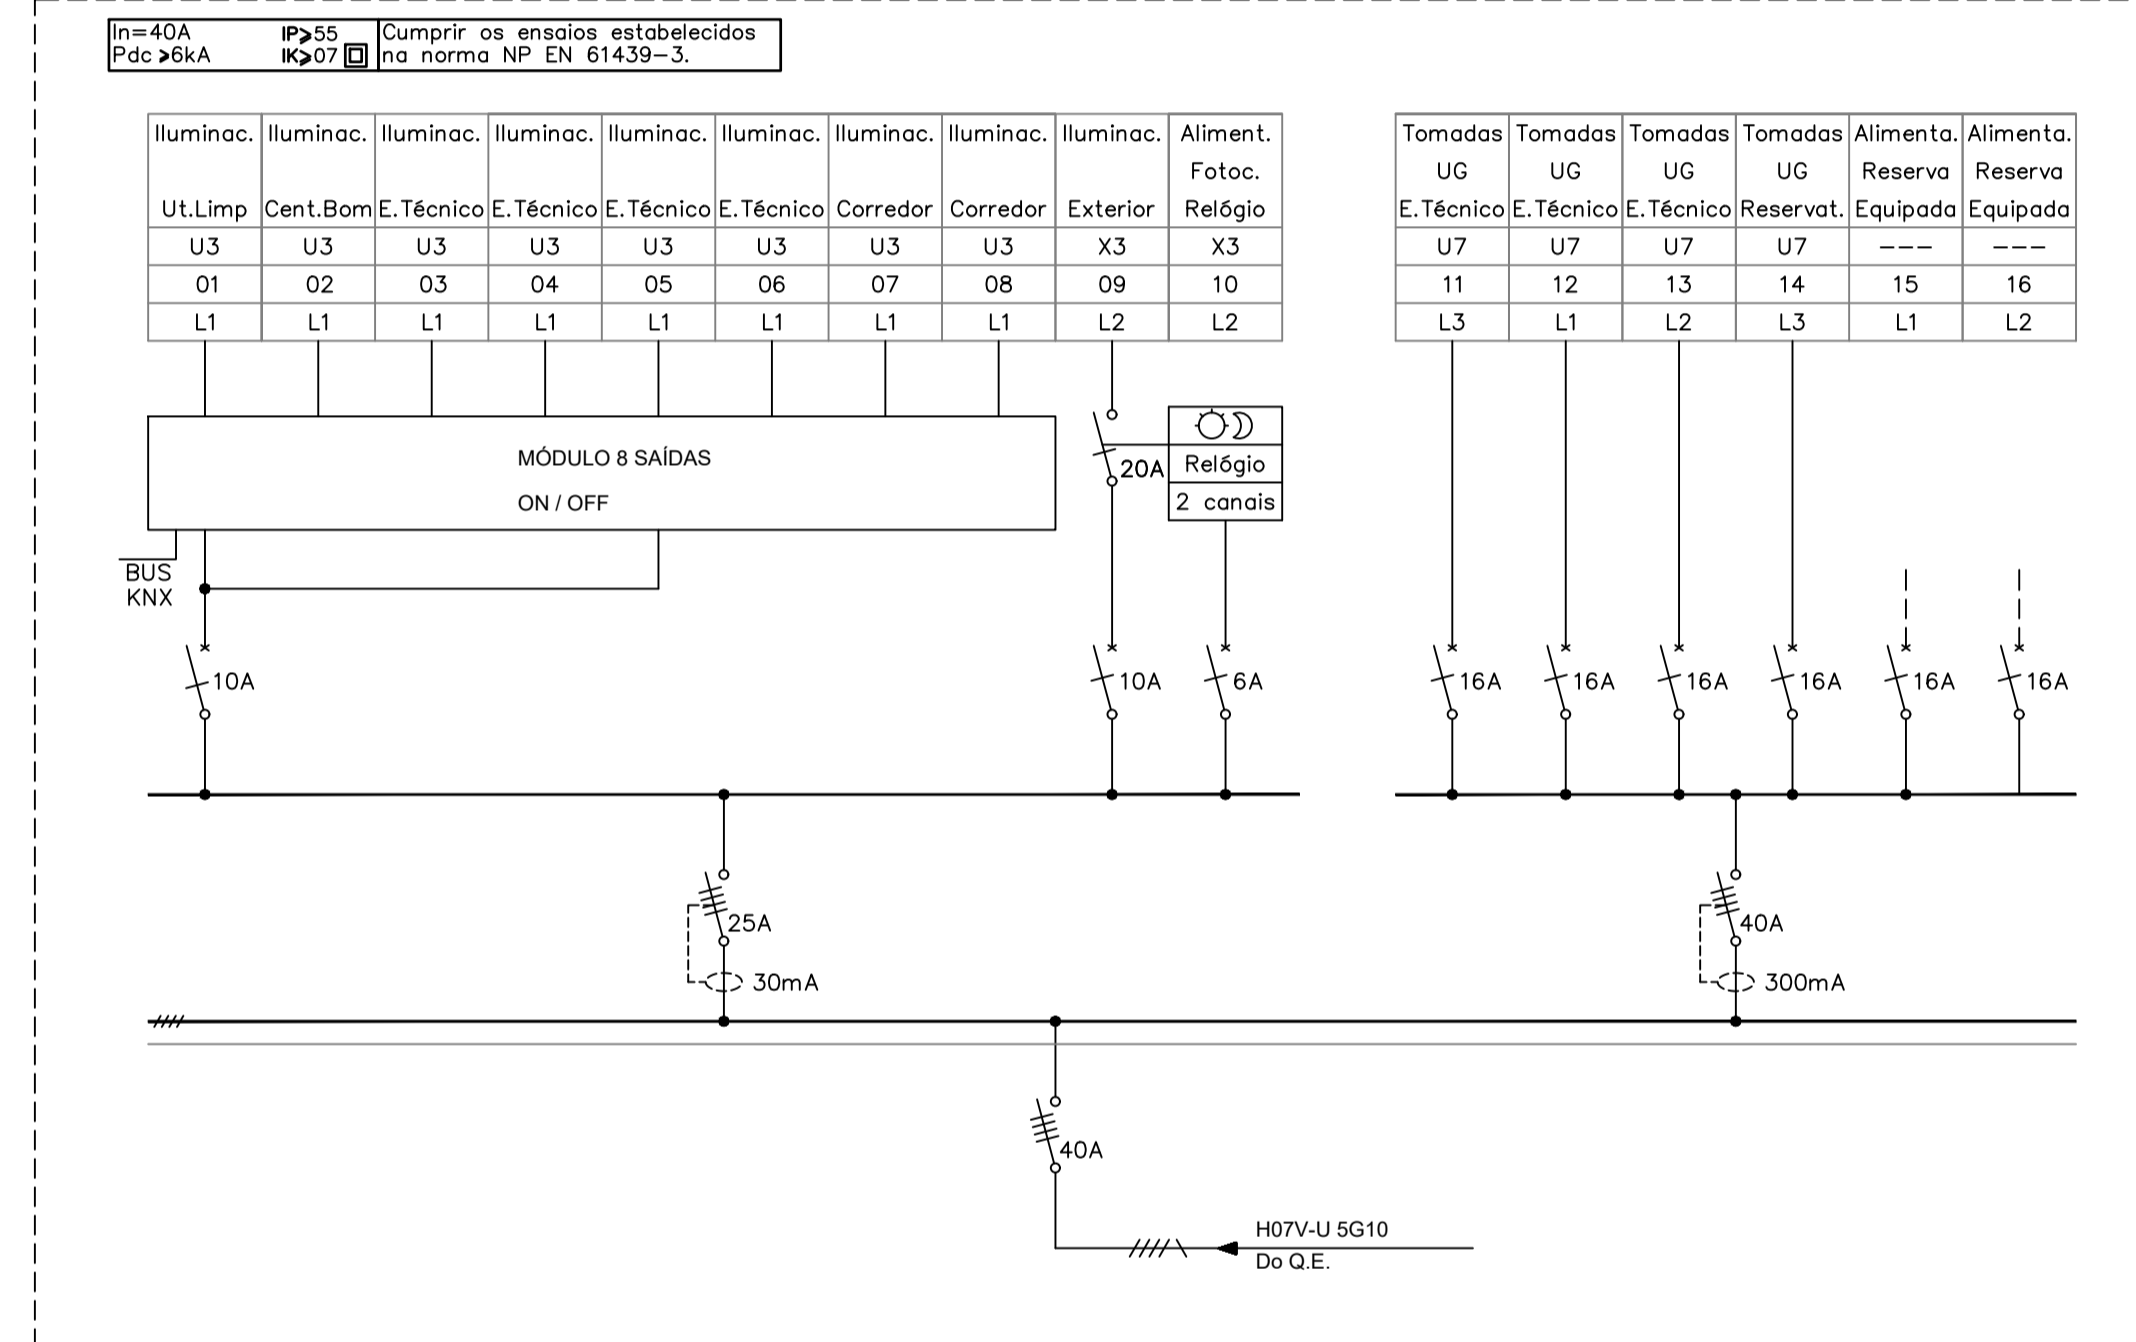 In=40A IP⩾55 Cumprir os ensaios estabelecidos
Pdc ⩾6kA IK⩾07 na norma NP EN 61439-3.
Iluminac. Iluminac. Iluminac. Iluminac. Iluminac. Iluminac. Iluminac. Iluminac. Iluminac. Aliment. Tomadas Tomadas Tomadas Tomadas Alimenta. Alimenta.
Fotoc. UG UG UG UG Reserva Reserva
Ut.Limp Cent.Bom E.Técnico E.Técnico E.Técnico E.Técnico Corredor Corredor Exterior Relógio E.Técnico E.Técnico E.Técnico Reservat. Equipada Equipada
U3 U3 U3 U3 U3 U3 U3 U3 X3 X3 U7 U7 U7 U7 --- ---
01 02 03 04 05 06 07 08 09 10 11 12 13 14 15 16
L1 L1 L1 L1 L1 L1 L1 L1 L2 L2 L3 L1 L2 L3 L1 L2
MÓDULO 8 SAÍDAS
20A Relógio
ON / OFF 2 canais
BUS
KNX
10A 10A 6A 16A 16A 16A 16A 16A 16A
25A 40A
30mA 300mA
40A
H07V-U 5G10
Do Q.E.